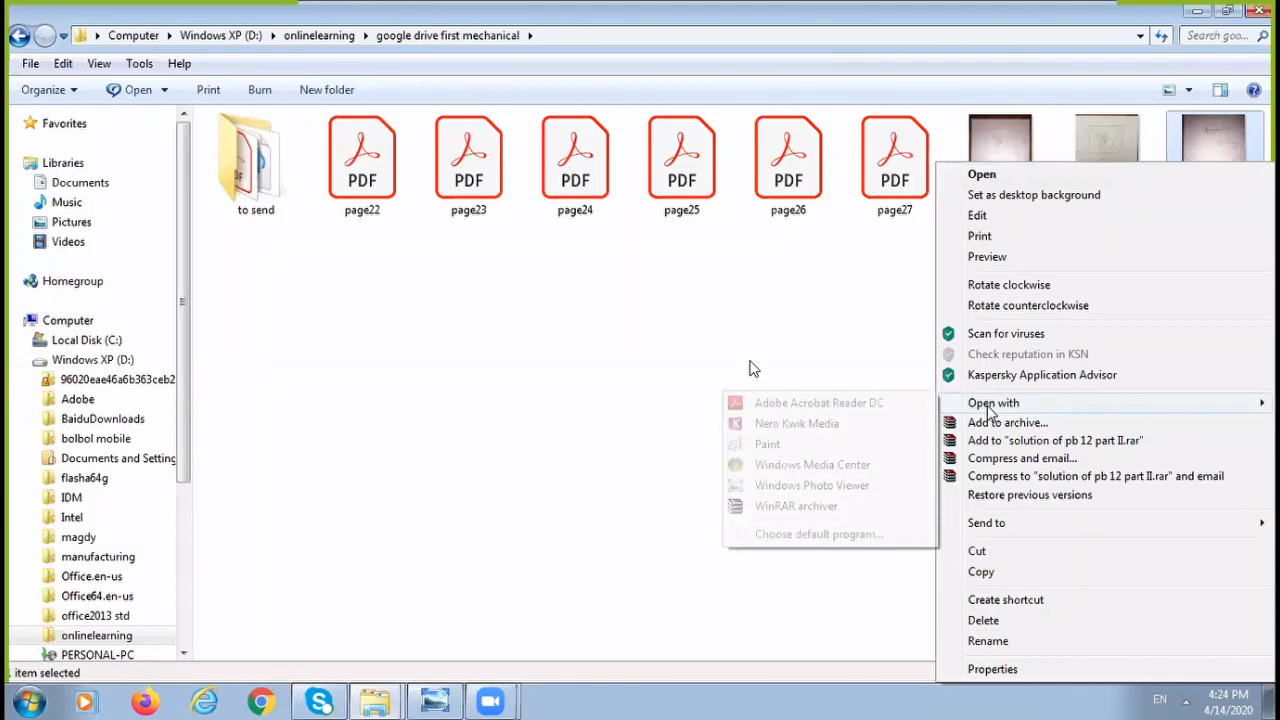 Computer Windows XP (D:) onlinelearning google drive first mechanical
Search goo...
File Edit View Tools Help
Organize Open Print Burn New folder
Favorites
Libraries
Documents
Music
Pictures
Videos
Homegroup
Computer
Local Disk (C:)
Windows XP (D:)
96020eae46a6b363ceb2
Adobe
BaiduDownloads
bolbol mobile
Documents and Setting
flasha64g
IDM
Intel
magdy
manufacturing
Office.en-us
Office64.en-us
office2013 std
onlinelearning
PERSONAL-PC
PDF PDF PDF PDF PDF PDF
to send page22 page23 page24 page25 page26 page27
Open
Set as desktop background
Edit
Print
Preview
Rotate clockwise
Rotate counterclockwise
Scan for viruses
Check reputation in KSN
Kaspersky Application Advisor
Open with
Add to archive...
Add to "solution of pb 12 part II.rar"
Compress and email...
Compress to "solution of pb 12 part II.rar" and email
Restore previous versions
Send to
Cut
Copy
Create shortcut
Delete
Rename
Properties
Adobe Acrobat Reader DC
Nero Kwik Media
Paint
Windows Media Center
Windows Photo Viewer
WinRAR archiver
Choose default program...
item selected
EN
4:24 PM
4/14/2020